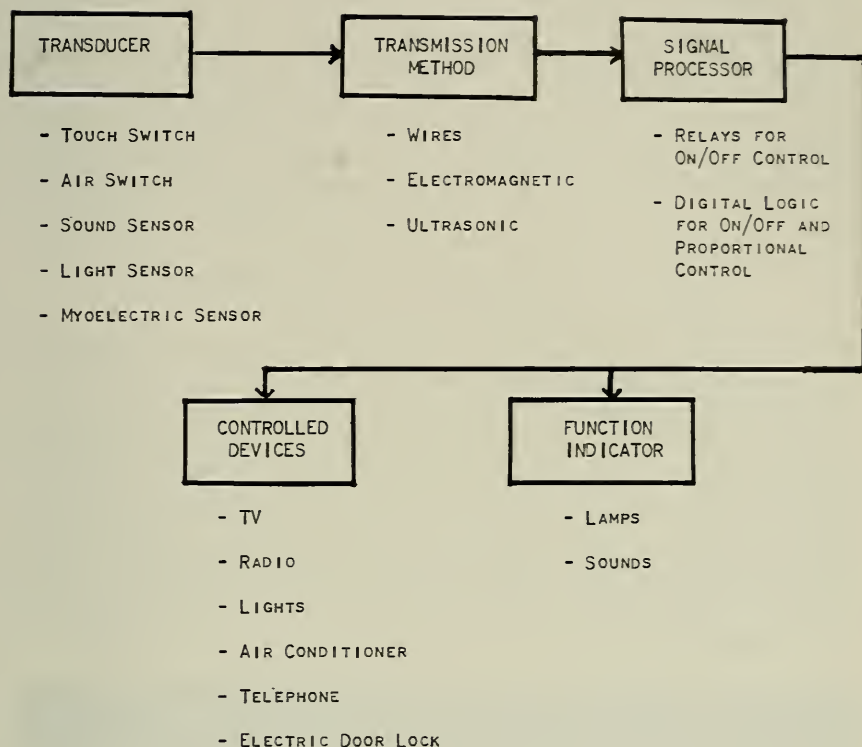 TRANSDUCER
TRANSMISSION
METHOD
SIGNAL
PROCESSOR
- TOUCH SWITCH
- AIR SWITCH
- SOUND SENSOR
- LIGHT SENSOR
- MYOELECTRIC SENSOR
- WIRES
- ELECTROMAGNETIC
- ULTRASONIC
- RELAYS FOR
ON/OFF CONTROL
- DIGITAL LOGIC
FOR ON/OFF AND
PROPORTIONAL
CONTROL
CONTROLLED
DEVICES
FUNCTION
INDICATOR
- TV
- RADIO
- LIGHTS
- AIR CONDITIONER
- TELEPHONE
- ELECTRIC DOOR LOCK
- LAMPS
- SOUNDS